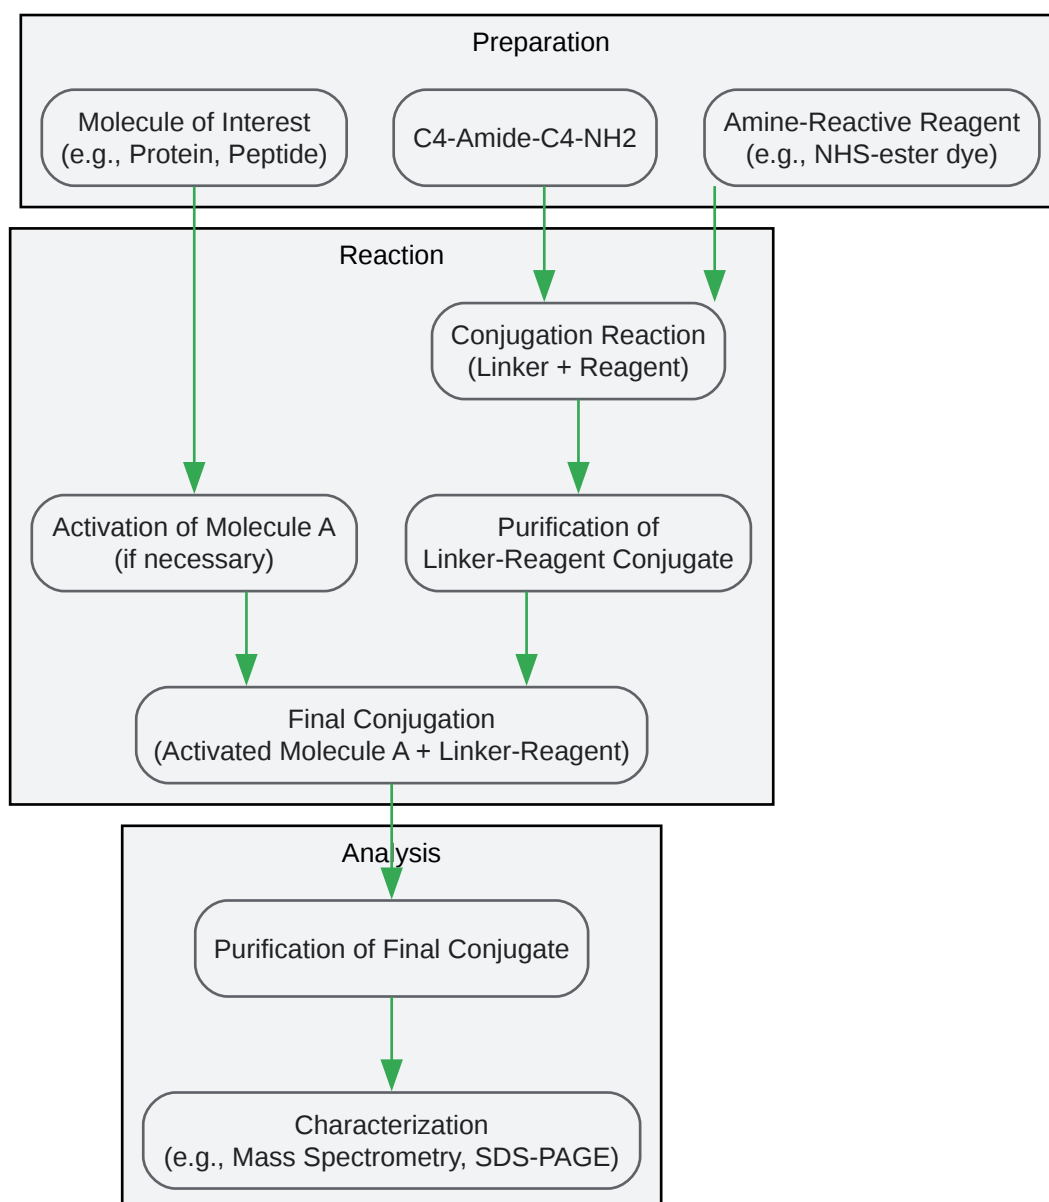 Preparation
Molecule of Interest
(e.g., Protein, Peptide)
C4-Amide-C4-NH2
Amine-Reactive Reagent
(e.g., NHS-ester dye)
Reaction
Conjugation Reaction
(Linker + Reagent)
Activation of Molecule A
(if necessary)
Purification of
Linker-Reagent Conjugate
Final Conjugation
(Activated Molecule A + Linker-Reagent)
Analysis
Purification of Final Conjugate
Characterization
(e.g., Mass Spectrometry, SDS-PAGE)